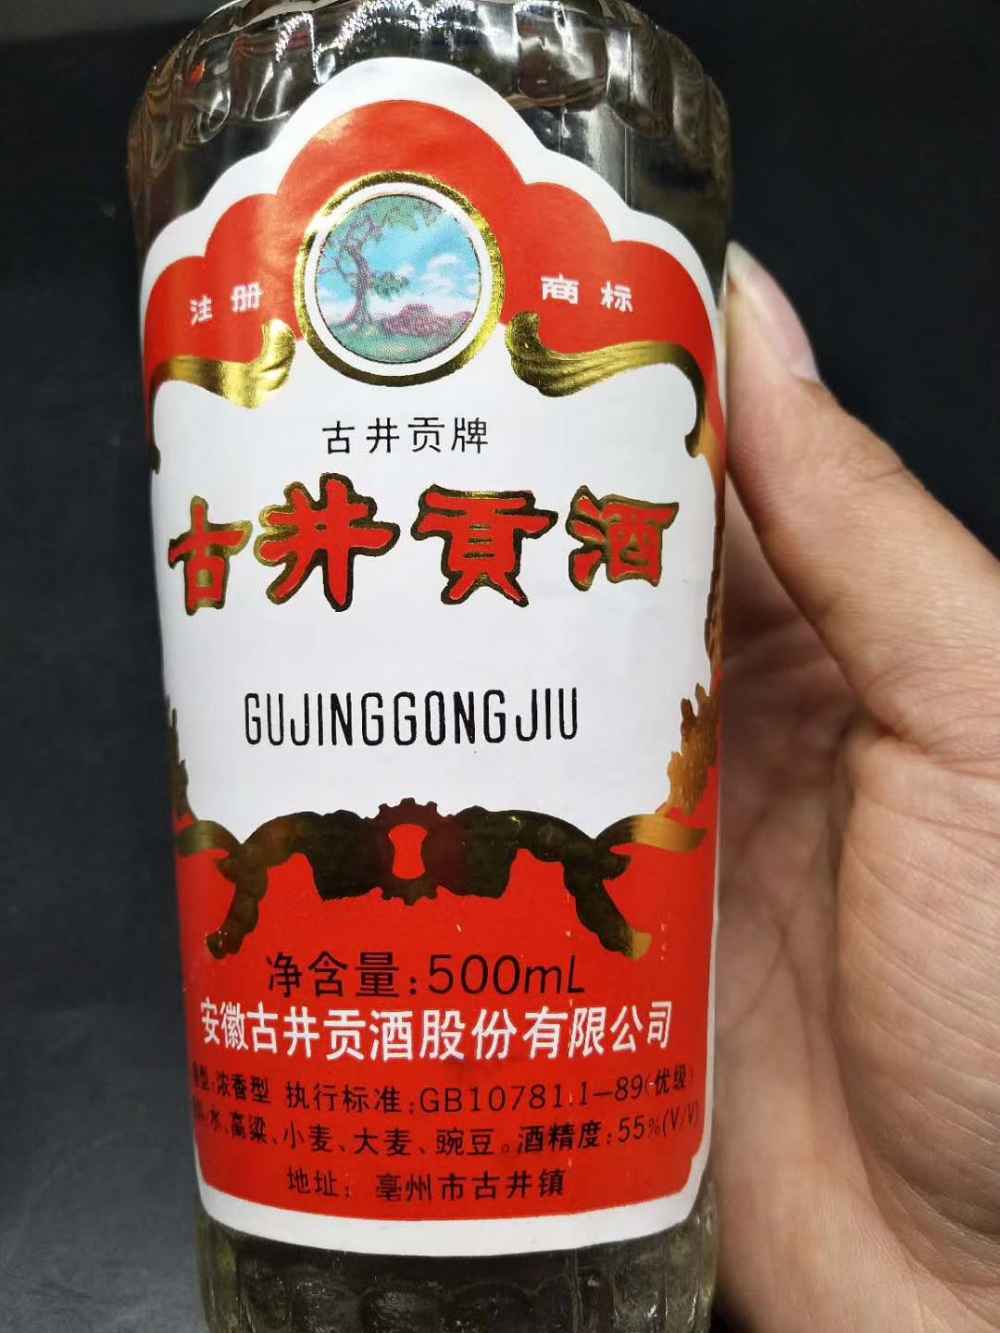 注册 商标
古井贡牌
古井贡酒
GUJINGGONGJIU
净含量:500mL
安徽古井贡酒股份有限公司
型:浓香型 执行标准:GB10781.1-89(优级)
水、高粱、小麦、大麦、豌豆。酒精度:55%(V/V)
地址: 亳州市古井镇